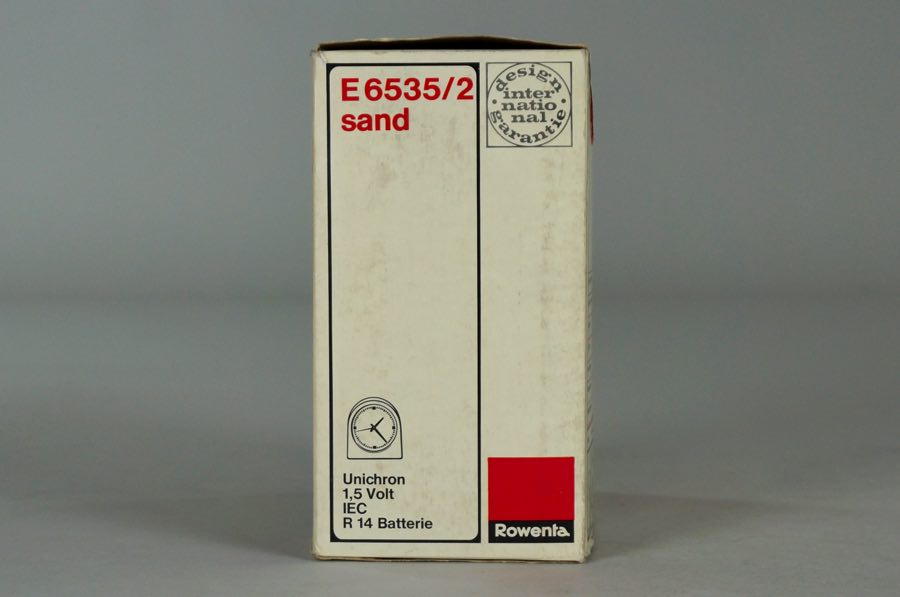 E 6535/2
sand
design
inter
natio
nal
garantie
Unichron
1,5 Volt
IEC
R 14 Batterie
Rowenta